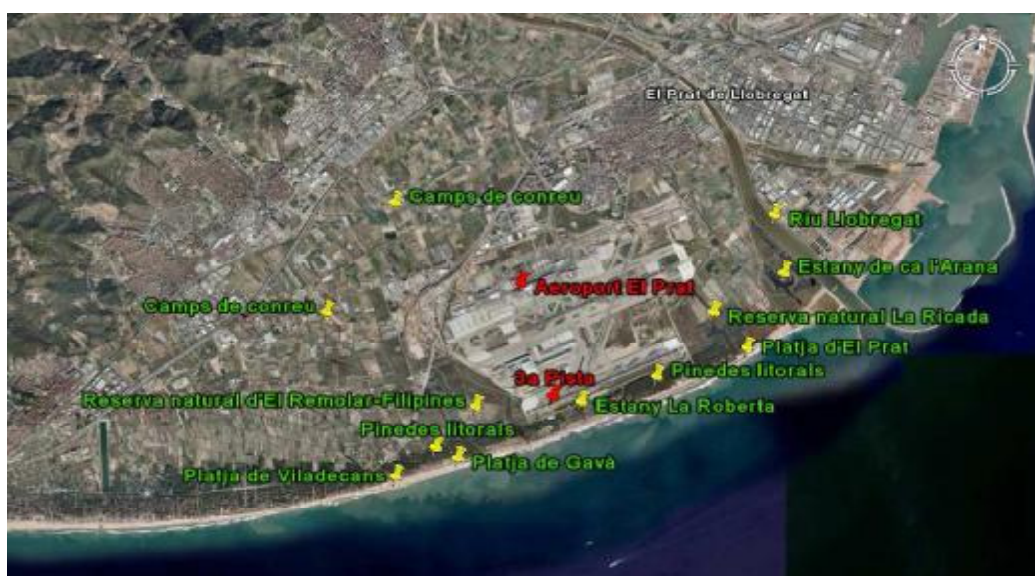 El Prat de Llobregat
Camps de conreu
Riu Llobregat
Estany de ca l'Arana
Aeroport El Prat
Camps de conreu
Reserva natural La Ricada
Platja d'El Prat
Pinedes litorals
3a Pista
Reserva natural d'El Remolar-Filipines
Estany La Roberta
Pinedes litorals
Platja de Gavà
Platja de Viladecans